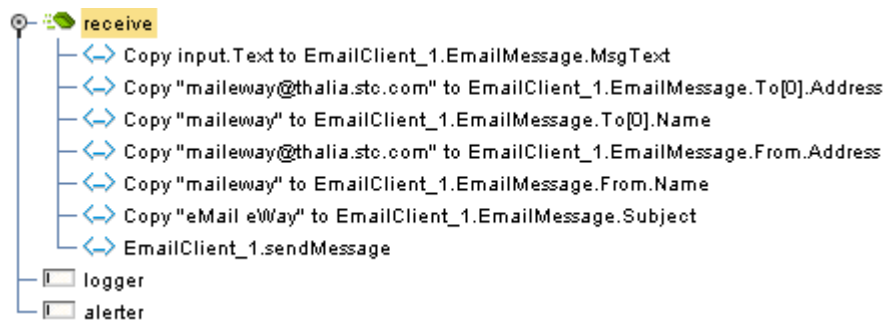 receive
Copy input.Text to EmailClient_1.EmailMessage.MsgText
Copy "maileway@thalia.stc.com" to EmailClient_1.EmailMessage.To[0].Address
Copy "maileway" to EmailClient_1.EmailMessage.To[0].Name
Copy "maileway@thalia.stc.com" to EmailClient_1.EmailMessage.From.Address
Copy "maileway" to EmailClient_1.EmailMessage.From.Name
Copy "eMail eWay" to EmailClient_1.EmailMessage.Subject
EmailClient_1.sendMessage
logger
alerter